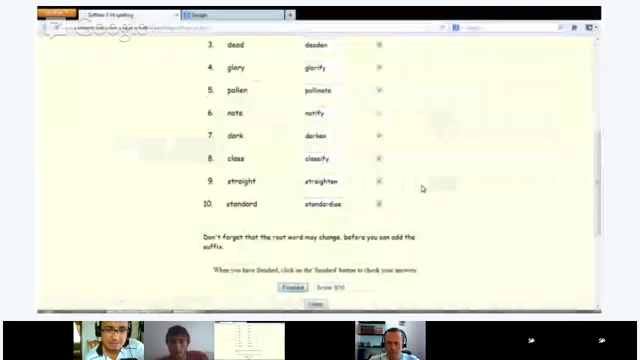 Google
3. dead deaden
4. glory glorify
5. pollen pollinate
6. note notify
7. dark darken
8. class classify
9. straight straighten
10. standard standardise
Don't forget that the root word may change, before you can add the
suffix.
When you have finished, click on the 'finished' button to check your answers.
Finished Score 9/10